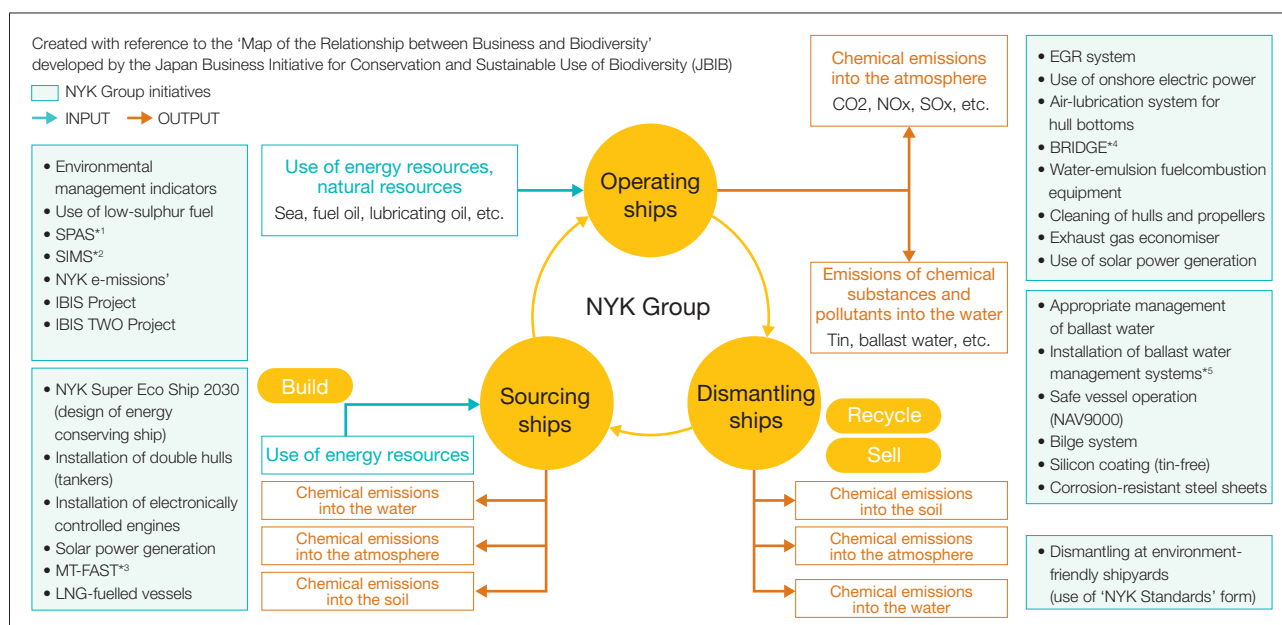 Created with reference to the ‘Map of the Relationship between Business and Biodiversity’
developed by the Japan Business Initiative for Conservation and Sustainable Use of Biodiversity (JBIB)
NYK Group initiatives
INPUT
OUTPUT
• Environmental
management indicators
• Use of low-sulphur fuel
• SPAS*1
• SIMS*2
• NYK e-missions’
• IBIS Project
• IBIS TWO Project
Use of energy resources,
natural resources
Sea, fuel oil, lubricating oil, etc.
Operating
ships
Chemical emissions
into the atmosphere
CO2, NOx, SOx, etc.
• EGR system
• Use of onshore electric power
• Air-lubrication system for
hull bottoms
• BRIDGE*4
• Water-emulsion fuelcombustion
equipment
• Cleaning of hulls and propellers
• Exhaust gas economiser
• Use of solar power generation
Emissions of chemical
substances and
pollutants into the water
Tin, ballast water, etc.
NYK Group
• Appropriate management
of ballast water
• Installation of ballast water
management systems*5
• Safe vessel operation
(NAV9000)
• Bilge system
• Silicon coating (tin-free)
• Corrosion-resistant steel sheets
• NYK Super Eco Ship 2030
(design of energy
conserving ship)
• Installation of double hulls
(tankers)
• Installation of electronically
controlled engines
• Solar power generation
• MT-FAST*3
• LNG-fuelled vessels
Build
Sourcing
ships
Use of energy resources
Chemical emissions
into the water
Chemical emissions
into the atmosphere
Chemical emissions
into the soil
Dismantling
ships
Recycle
Sell
Chemical emissions
into the soil
Chemical emissions
into the atmosphere
Chemical emissions
into the water
• Dismantling at environment-
friendly shipyards
(use of ‘NYK Standards’ form)